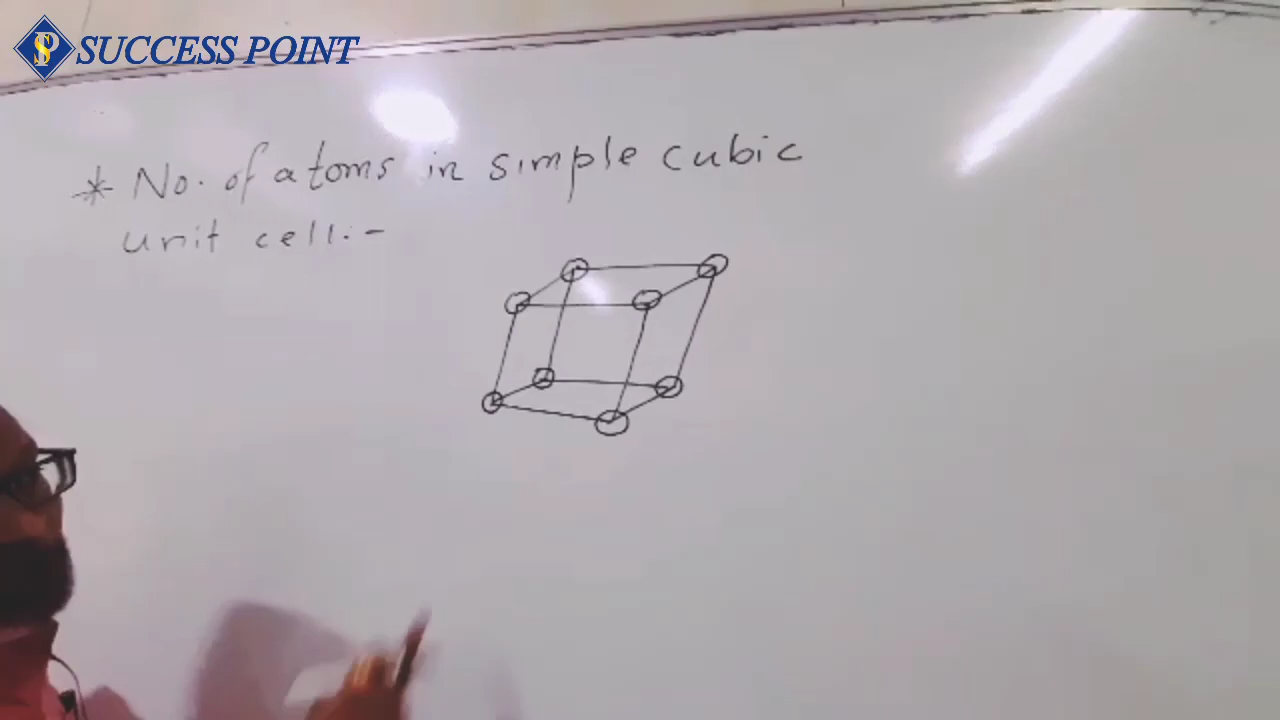 SUCCESS POINT
* No. of atoms in simple cubic
unit cell:-